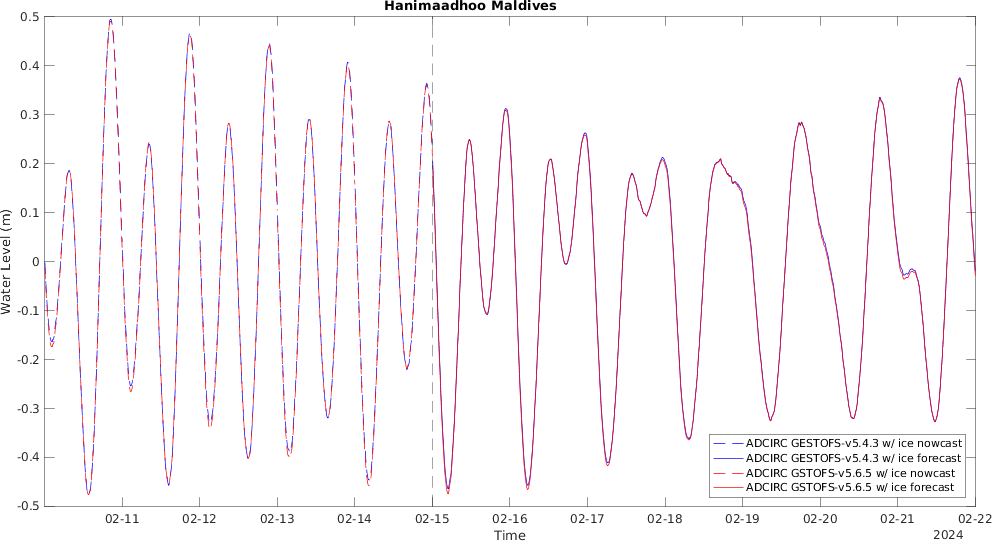 Hanimaadhoo Maldives
0.5
0.4
0.3
0.2
0.1
0
-0.1
-0.2
-0.3
-0.4
-0.5
Water Level (m)
ADCIRC GESTOFS-v5.4.3 w/ ice nowcast
ADCIRC GESTOFS-v5.4.3 w/ ice forecast
ADCIRC GSTOFS-v5.6.5 w/ ice nowcast
ADCIRC GSTOFS-v5.6.5 w/ ice forecast
02-11 02-12 02-13 02-14 02-15 02-16 02-17 02-18 02-19 02-20 02-21 02-22
Time
2024